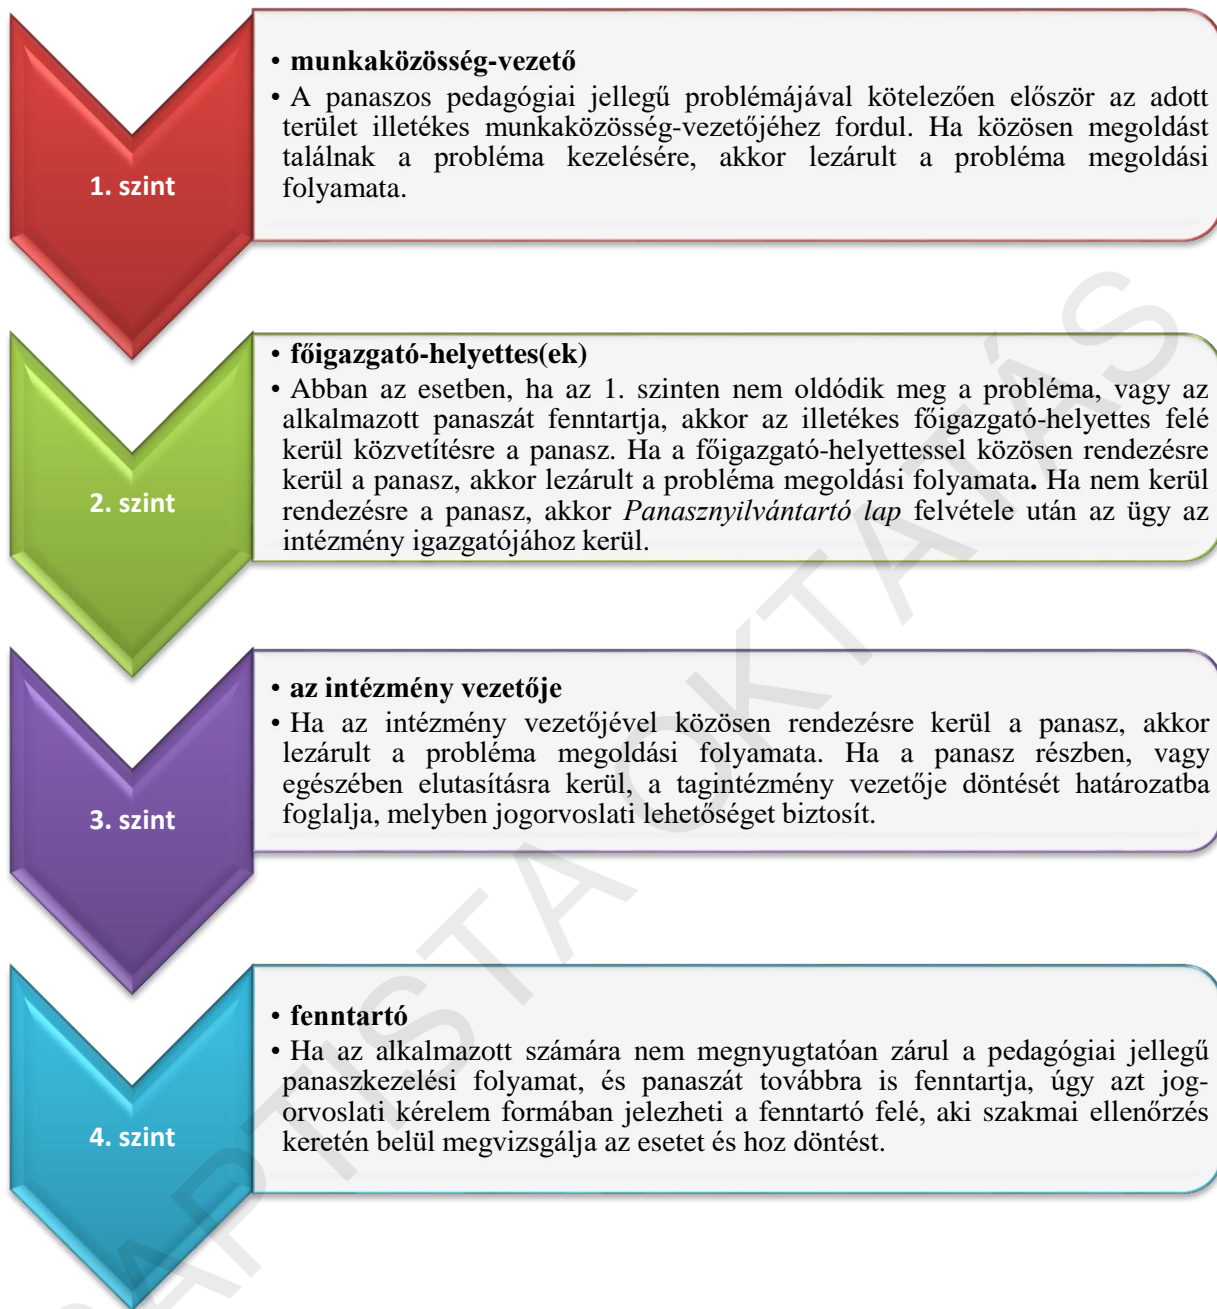 1. szint
• munkaközösség-vezető
• A panaszos pedagógiai jellegű problémájával kötelezően először az adott
terület illetékes munkaközösség-vezetőjéhez fordul. Ha közösen megoldást
találnak a probléma kezelésére, akkor lezárult a probléma megoldási
folyamata.
2. szint
• főigazgató-helyettes(ek)
• Abban az esetben, ha az 1. szinten nem oldódik meg a probléma, vagy az
alkalmazott panaszát fenntartja, akkor az illetékes főigazgató-helyettes felé
kerül közvetítésre a panasz. Ha a főigazgató-helyettessel közösen rendezésre
kerül a panasz, akkor lezárult a probléma megoldási folyamata. Ha nem kerül
rendezésre a panasz, akkor Panasznyilvántartó lap felvétele után az ügy az
intézmény igazgatójához kerül.
3. szint
• az intézmény vezetője
• Ha az intézmény vezetőjével közösen rendezésre kerül a panasz, akkor
lezárult a probléma megoldási folyamata. Ha a panasz részben, vagy
egészében elutasításra kerül, a tagintézmény vezetője döntését határozatba
foglalja, melyben jogorvoslati lehetőséget biztosít.
4. szint
• fenntartó
• Ha az alkalmazott számára nem megnyugtatóan zárul a pedagógiai jellegű
panaszkezelési folyamat, és panaszát továbbra is fenntartja, úgy azt jog-
orvoslati kérelem formában jelezheti a fenntartó felé, aki szakmai ellenőrzés
keretén belül megvizsgálja az esetet és hoz döntést.
APTISTA OKTATÁS